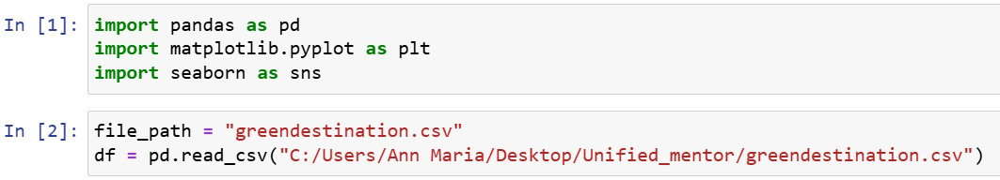 In [1]: import pandas as pd
import matplotlib.pyplot as plt
import seaborn as sns
In [2]: file_path = "greendestination.csv"
df = pd.read_csv("C:/Users/Ann Maria/Desktop/Unified_mentor/greendestination.csv")